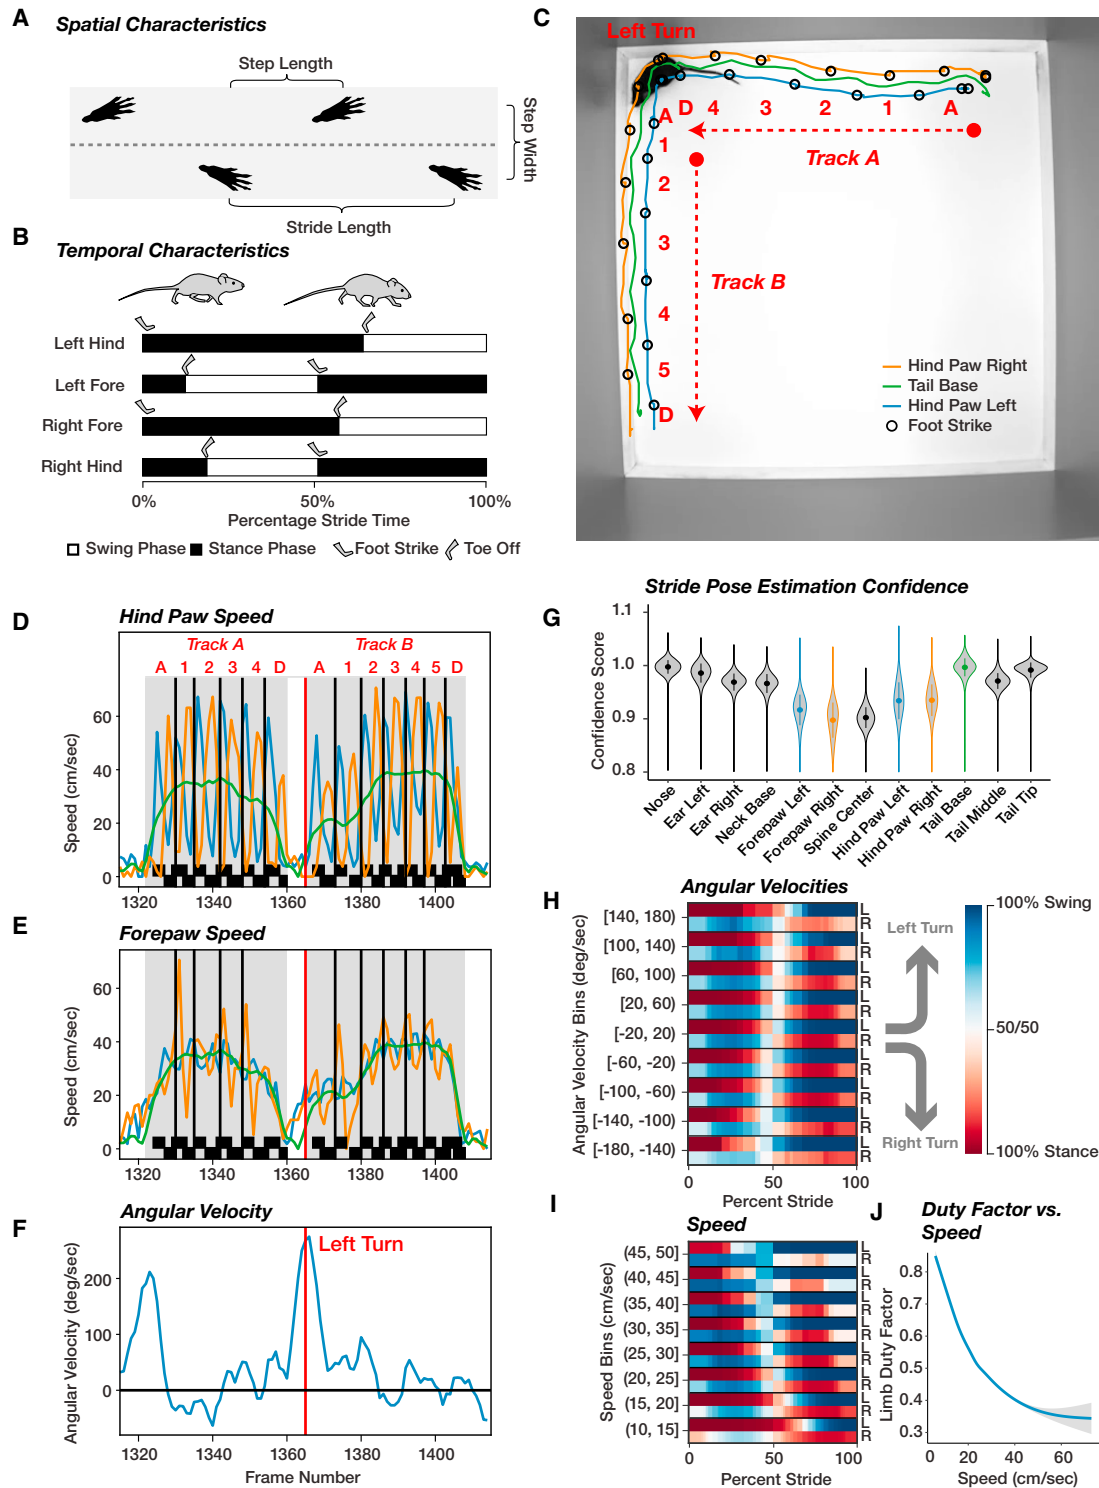 A
Spatial Characteristics
Step Length
Step Width
Stride Length
B
Temporal Characteristics
Left Hind
Left Fore
Right Fore
Right Hind
0% 50% 100%
Percentage Stride Time
Swing Phase Stance Phase Foot Strike Toe Off
C
Left Turn
D 4 3 2 1 A
Track A
A
1
2
3
4
5
D
Track B
Hind Paw Right
Tail Base
Hind Paw Left
Foot Strike
D
Hind Paw Speed
Track A Track B
A 1 2 3 4 D A 1 2 3 4 5 D
Speed (cm/sec)
60
40
20
0
1320 1340 1360 1380 1400
E
Forepaw Speed
Speed (cm/sec)
60
40
20
0
1320 1340 1360 1380 1400
F
Angular Velocity
Left Turn
Angular Velocity (deg/sec)
200
100
0
1320 1340 1360 1380 1400
Frame Number
G
Stride Pose Estimation Confidence
Confidence Score
1.1
1.0
0.9
0.8
Nose
Ear Left
Ear Right
Neck Base
Forepaw Left
Forepaw Right
Spine Center
Hind Paw Left
Hind Paw Right
Tail Base
Tail Middle
Tail Tip
H
Angular Velocities
Angular Velocity Bins (deg/sec)
[140, 180) L
R
[100, 140) L
R
[60, 100) L
R
[20, 60) L
R
[-20, 20) L
R
[-60, -20) L
R
[-100, -60) L
R
[-140, -100) L
R
[-180, -140) L
R
0 50 100
Percent Stride
Left Turn
Right Turn
100% Swing
50/50
100% Stance
I
Speed
Speed Bins (cm/sec)
(45, 50] L
R
(40, 45] L
R
(35, 40] L
R
(30, 35] L
R
(25, 30] L
R
(20, 25] L
R
(15, 20] L
R
(10, 15] L
R
0 50 100
Percent Stride
J
Duty Factor vs.
Speed
Limb Duty Factor
0.8
0.7
0.6
0.5
0.4
0.3
0 20 40 60
Speed (cm/sec)